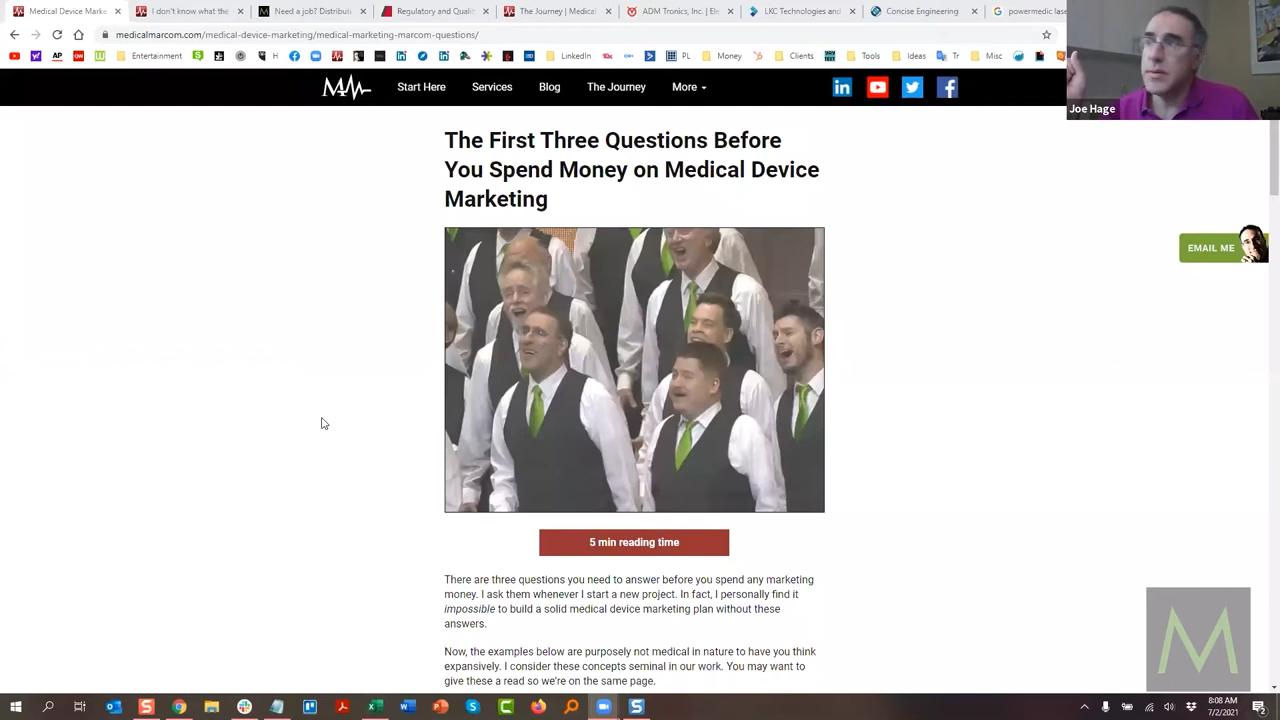 Medical Device Marke
I don't know what the
Need a job? Distribut
Regulatory and Qualit
The Journey | Medical
ADM Tronics, Inc. | Ele
LKC Technologies and
Concise Engineering
powermedic lase
medicalmarcom.com/medical-device-marketing/medical-marketing-marcom-questions/
Entertainment
H
LinkedIn
PL
Money
Clients
Tools
Ideas
Tr
Misc
Joe Hage
Start Here
Services
Blog
The Journey
More
The First Three Questions Before
You Spend Money on Medical Device
Marketing
EMAIL ME
5 min reading time
There are three questions you need to answer before you spend any marketing
money. I ask them whenever I start a new project. In fact, I personally find it
impossible to build a solid medical device marketing plan without these
answers.
Now, the examples below are purposely not medical in nature to have you think
expansively. I consider these concepts seminal in our work. You may want to
give these a read so we're on the same page.
M
8:08 AM
7/2/2021